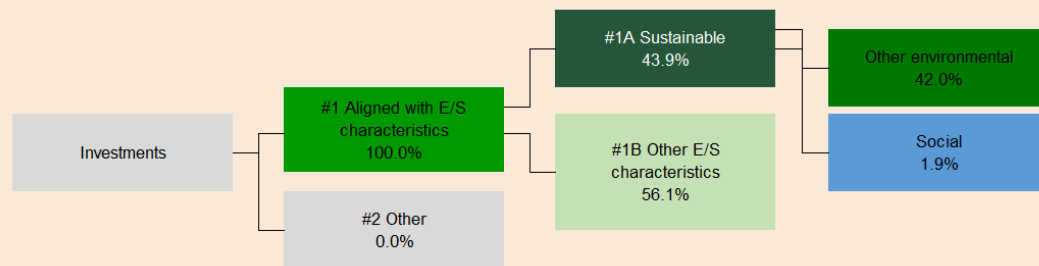 Investments
#1 Aligned with E/S
characteristics
100.0%
#2 Other
0.0%
#1A Sustainable
43.9%
#1B Other E/S
characteristics
56.1%
Other environmental
42.0%
Social
1.9%